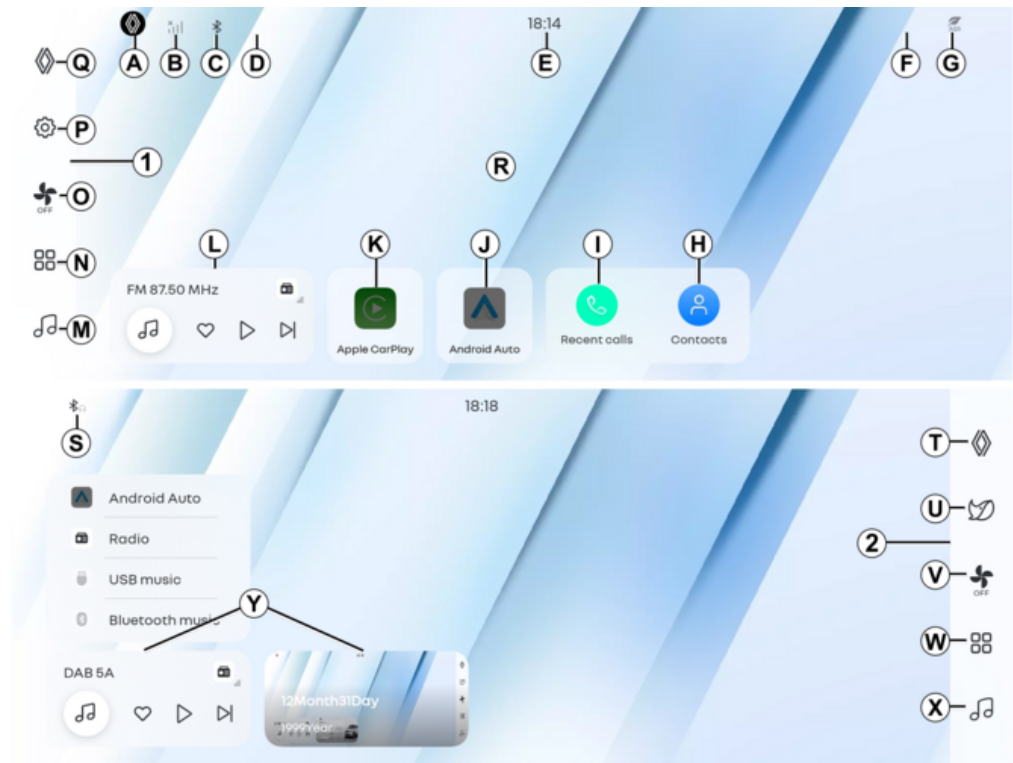 18:14
Q A B C D E F G
P
1
R
O
OFF
N
L K J I H
FM 87.50 MHz
M
Apple CarPlay
Android Auto
Recent calls
Contacts
18:18
S
T
Android Auto
U
Radio
2
USB music
V
OFF
Y
Bluetooth music
W
DAB 5A
12Month31Day
X
1999Year